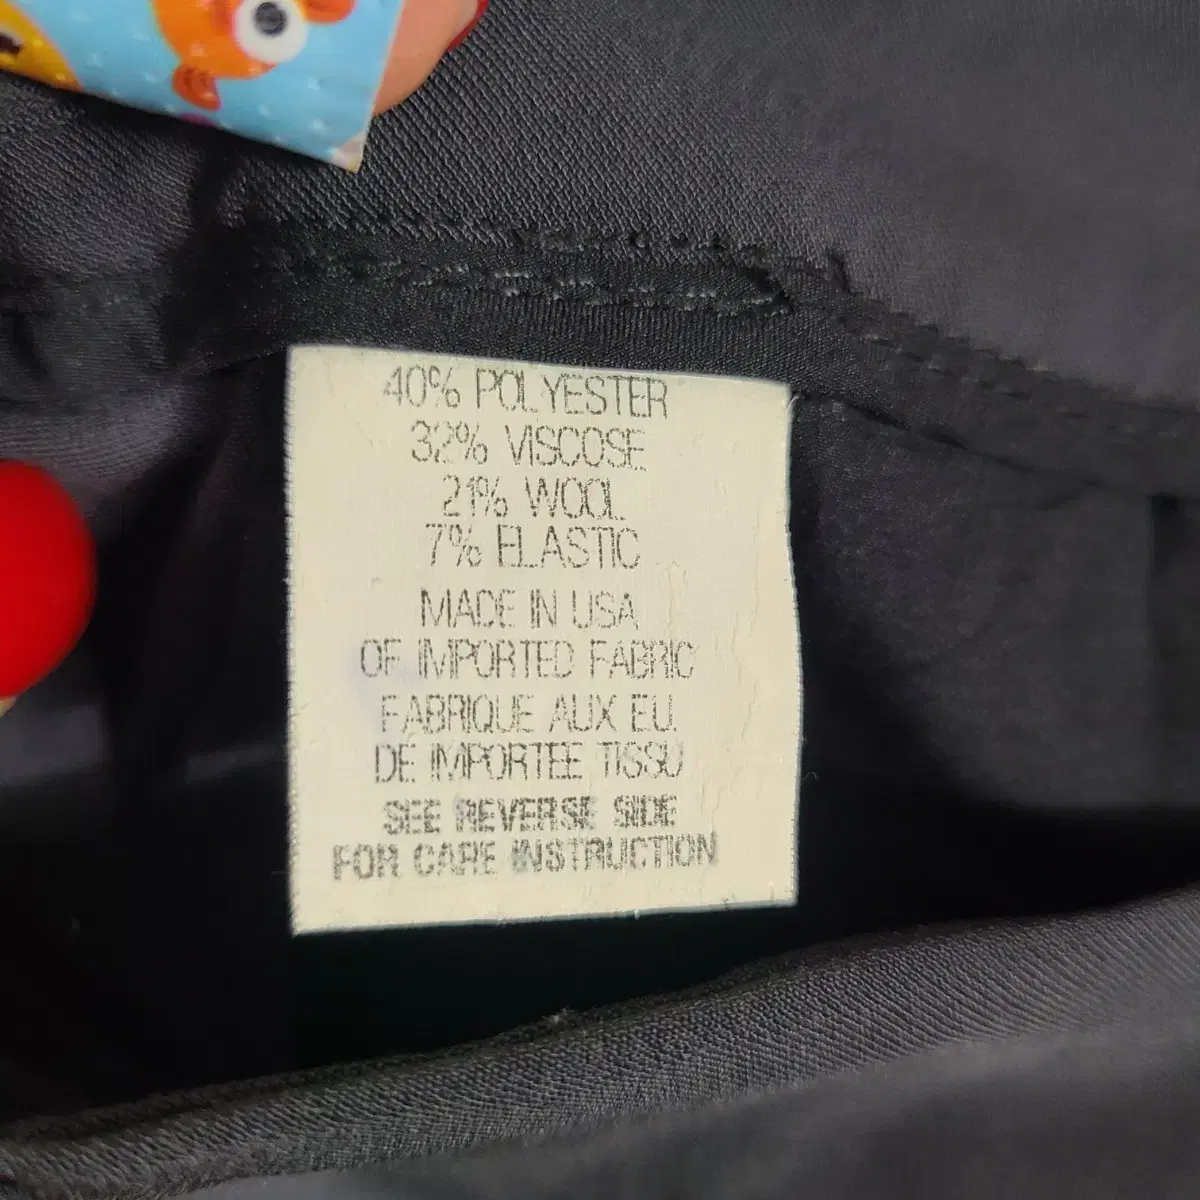 40% POLYESTER
32% VISCOSE
21% WOOL
7% ELASTIC
MADE IN USA
OF IMPORTED FABRIC
FABRIQUE AUX EU.
DE IMPORTEE TISSU
SEE REVERSE SIDE
FOR CARE INSTRUCTION